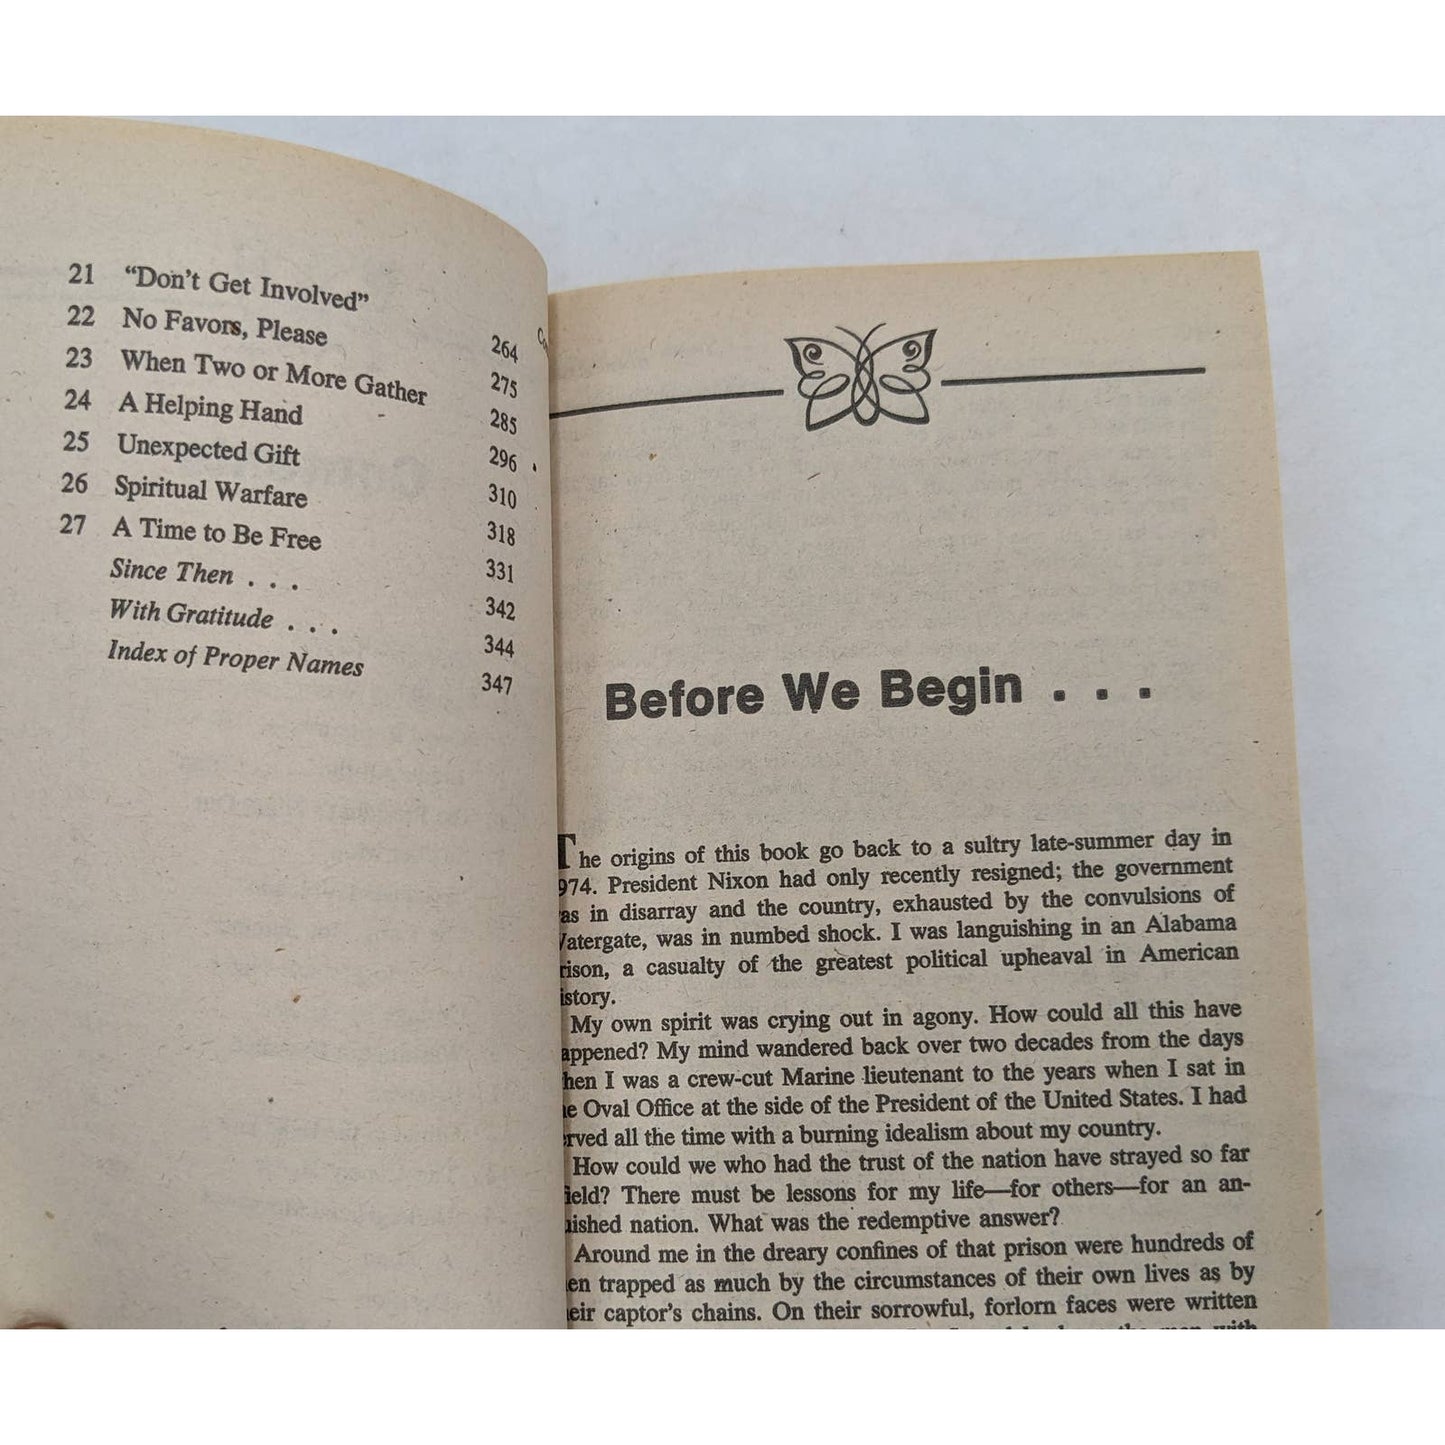 21 “Don’t Get Involved” 264
22 No Favors, Please 275
23 When Two or More Gather 285
24 A Helping Hand 296
25 Unexpected Gift 310
26 Spiritual Warfare 318
27 A Time to Be Free 331
Since Then . . . 342
With Gratitude . . . 344
Index of Proper Names 347
Before We Begin . . .
The origins of this book go back to a sultry late-summer day in
974. President Nixon had only recently resigned; the government
as in disarray and the country, exhausted by the convulsions of
atergate, was in numbed shock. I was languishing in an Alabama
rison, a casualty of the greatest political upheaval in American
istory.
My own spirit was crying out in agony. How could all this have
appened? My mind wandered back over two decades from the days
hen I was a crew-cut Marine lieutenant to the years when I sat in
e Oval Office at the side of the President of the United States. I had
rved all the time with a burning idealism about my country.
How could we who had the trust of the nation have strayed so far
ield? There must be lessons for my life—for others—for an an-
uished nation. What was the redemptive answer?
Around me in the dreary confines of that prison were hundreds of
en trapped as much by the circumstances of their own lives as by
eir captor’s chains. On their sorrowful, forlorn faces were written